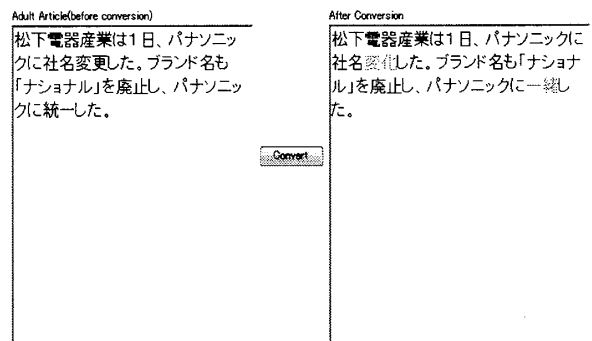 Adult Article(before conversion)
松下電器産業は1日、パナソニッ
クに社名変更した。ブランド名も
「ナショナル」を廃止し、パナソニッ
クに統一した。
Convert
After Conversion
松下電器産業は1日、パナソニックに
社名変化した。ブランド名も「ナショナ
ル」を廃止し、パナソニックに一緒し
た。